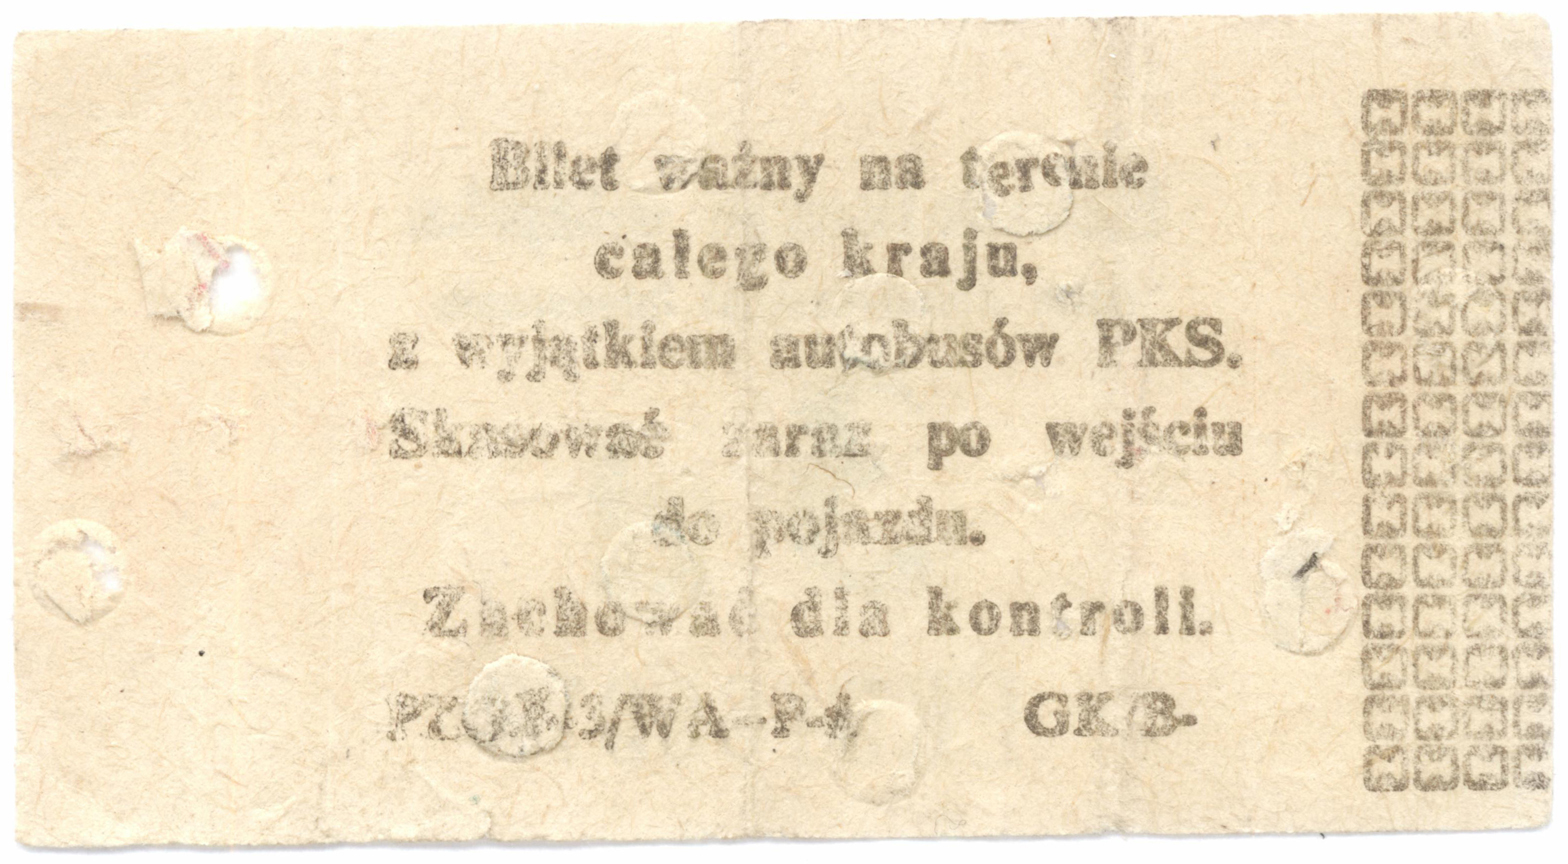 Bilet ważny na terenie
całego kraju,
z wyjątkiem autobusów PKS.
Skasować zaraz po wejściu
do pojazdu.
Zachować dla kontroli.
GK/B-